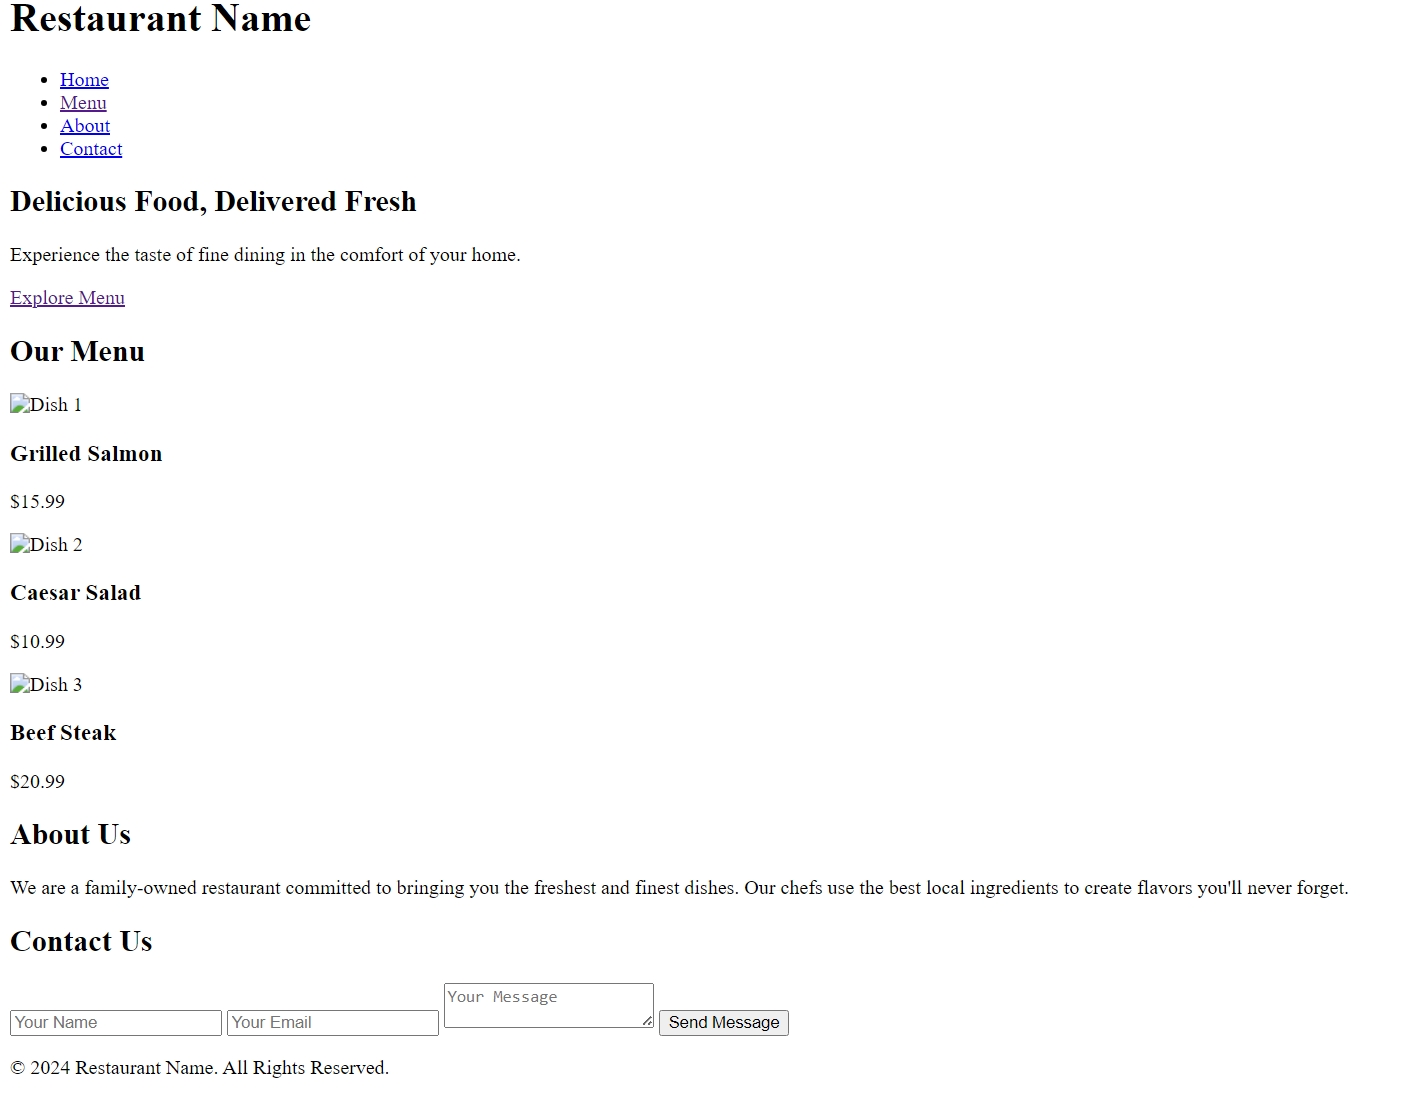 Restaurant Name
Home
Menu
About
Contact
Delicious Food, Delivered Fresh
Experience the taste of fine dining in the comfort of your home.
Explore Menu
Our Menu
Dish 1
Grilled Salmon
$15.99
Dish 2
Caesar Salad
$10.99
Dish 3
Beef Steak
$20.99
About Us
We are a family-owned restaurant committed to bringing you the freshest and finest dishes. Our chefs use the best local ingredients to create flavors you'll never forget.
Contact Us
Your Name Your Email Your Message Send Message
© 2024 Restaurant Name. All Rights Reserved.